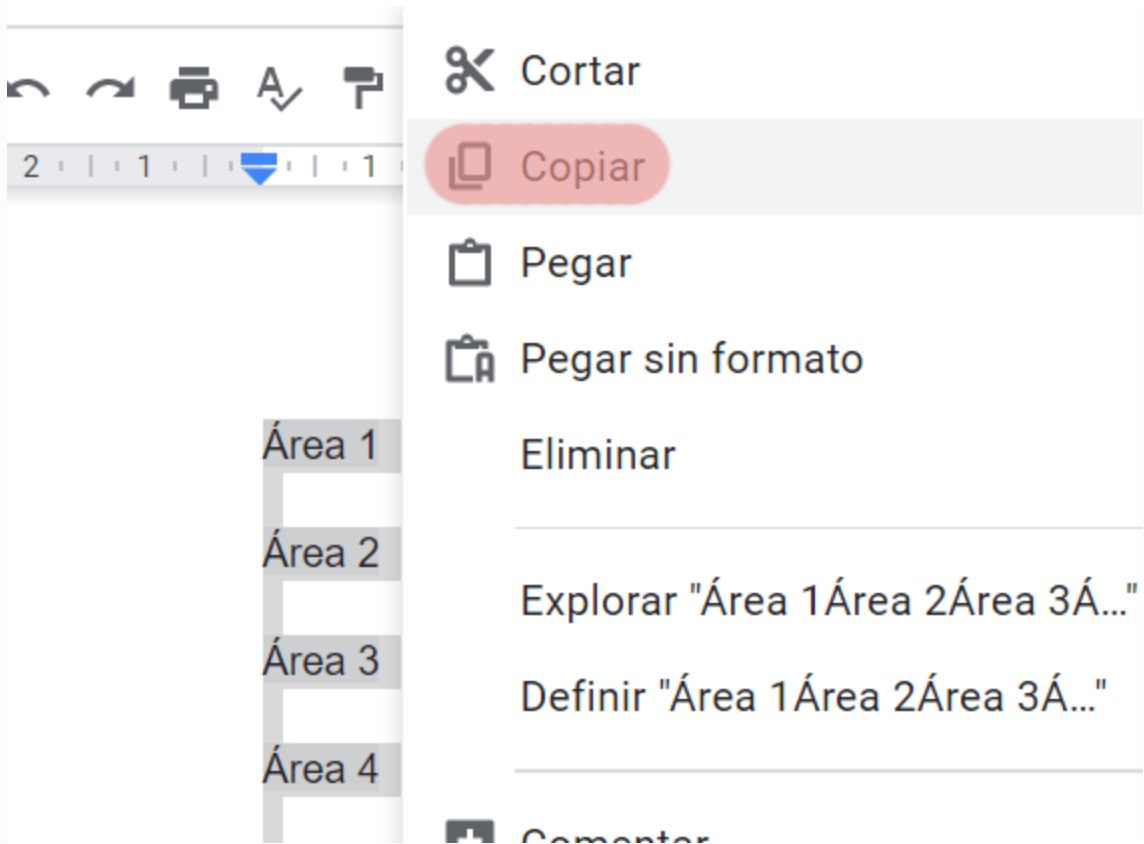 2 1 1
Área 1
Área 2
Área 3
Área 4
Cortar
Copiar
Pegar
Pegar sin formato
Eliminar
Explorar "Área 1Área 2Área 3Á..."
Definir "Área 1Área 2Área 3Á..."
Comentar